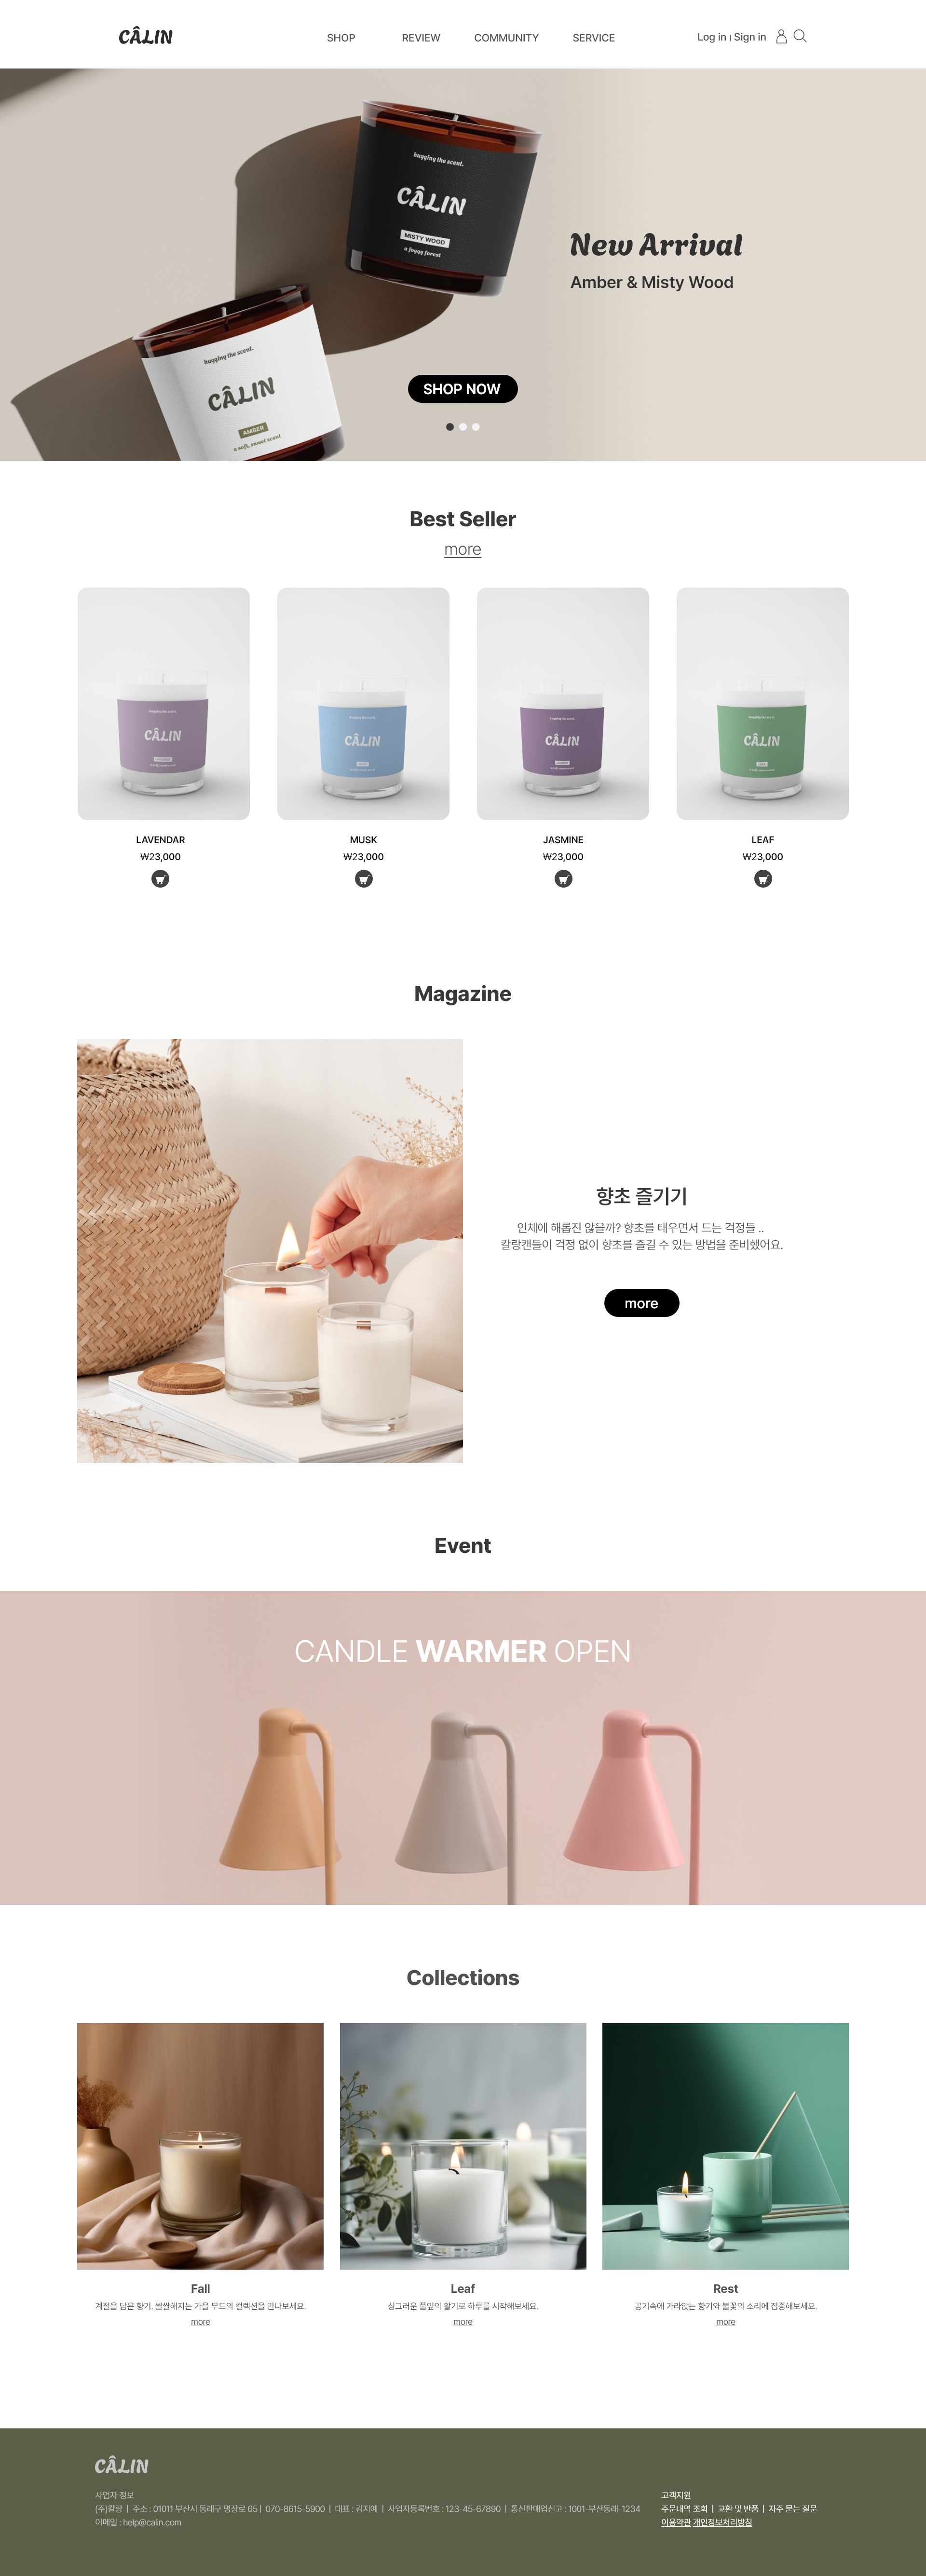 CÂLIN
SHOP REVIEW COMMUNITY SERVICE Log in | Sign in
hugging the scent.
CÂLIN
MISTY WOOD
a foggy forest
New Arrival
Amber & Misty Wood
hugging the scent.
CÂLIN
AMBER
a soft, sweet scent
SHOP NOW
Best Seller
more
hugging the scent.
CÂLIN
CÂLIN
CÂLIN
CÂLIN
LAVENDAR MUSK JASMINE LEAF
₩23,000 ₩23,000 ₩23,000 ₩23,000
Magazine
향초 즐기기
인체에 해롭진 않을까? 향초를 태우면서 드는 걱정들 ..
칼랑캔들이 걱정 없이 향초를 즐길 수 있는 방법을 준비했어요.
more
Event
CANDLE WARMER OPEN
Collections
Fall
계절을 담은 향기. 쌀쌀해지는 가을 무드의 컬렉션을 만나보세요.
more
Leaf
싱그러운 풀잎의 활기로 하루를 시작해보세요.
more
Rest
공기속에 가라앉는 향기와 불꽃의 소리에 집중해보세요.
more
CÂLIN
사업자 정보
(주)칼랑 | 주소 : 01011 부산시 동래구 명장로 65 | 070-8615-5900 | 대표 : 김지예 | 사업자등록번호 : 123-45-67890 | 통신판매업신고 : 1001-부산동래-1234
이메일 : help@calin.com
고객지원
주문내역 조회 | 교환 및 반품 | 자주 묻는 질문
이용약관 개인정보처리방침